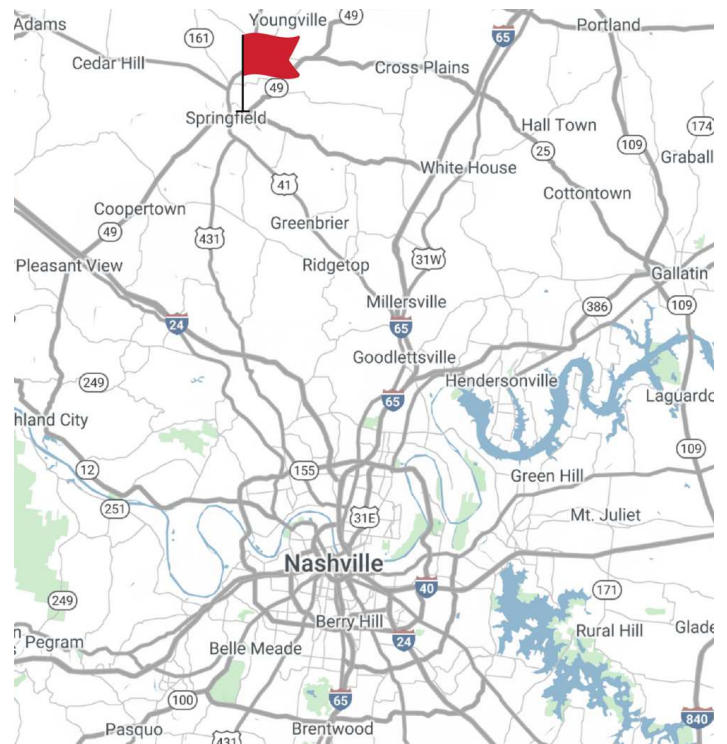 Adams
Youngville
49
161
65
Portland
Cedar Hill
Cross Plains
49
Springfield
Hall Town
174
109
25
Graball
White House
41
Cottontown
Coopertown
Greenbrier
49
431
31W
Pleasant View
Ridgetop
Gallatin
Millersville
386
109
24
65
Goodlettsville
249
Hendersonville
65
Laguardo
hland City
109
12
155
Green Hill
251
31E
Mt. Juliet
Nashville
40
171
249
Berry Hill
24
Rural Hill
Glade
Pegram
Belle Meade
100
65
840
Pasquo
Brentwood
431